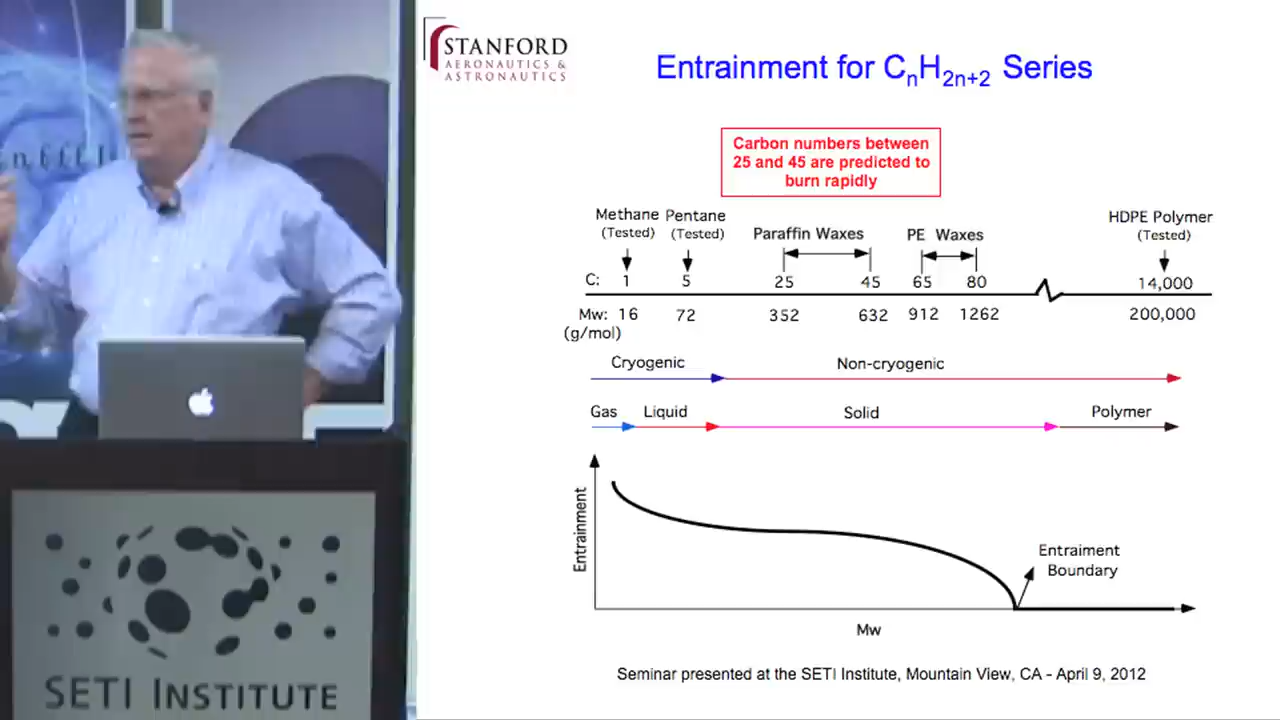 STANFORD
AERONAUTICS &
ASTRONAUTICS
Entrainment for CnH2n+2 Series
Carbon numbers between
25 and 45 are predicted to
burn rapidly
Methane Pentane HDPE Polymer
(Tested) (Tested) Paraffin Waxes PE Waxes (Tested)
C: 1 5 25 45 65 80 14,000
Mw: 16 72 352 632 912 1262 200,000
(g/mol)
Cryogenic Non-cryogenic
Gas Liquid Solid Polymer
Entrainment
Entraiment
Boundary
Mw
Seminar presented at the SETI Institute, Mountain View, CA - April 9, 2012
SETI INSTITUTE